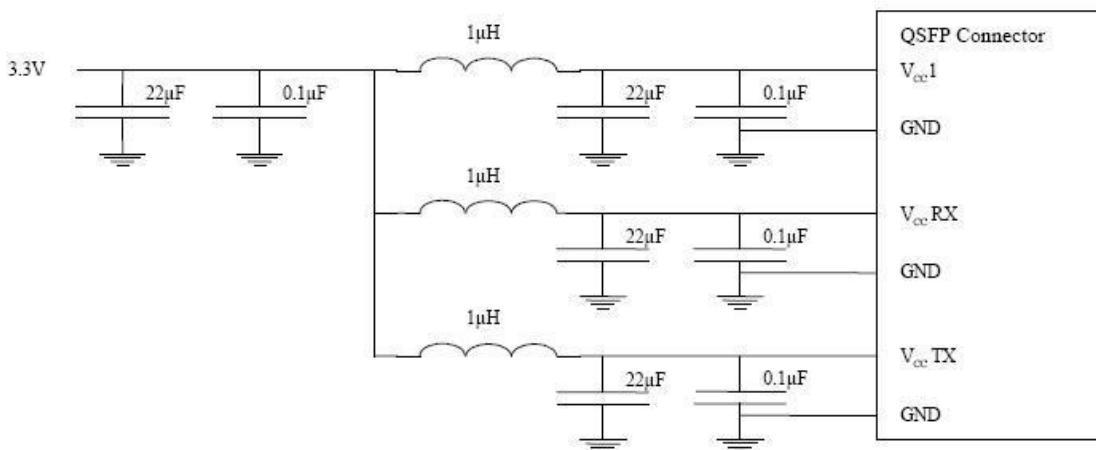 1μH
QSFP Connector
3.3V
22μF
0.1μF
22μF
0.1μF
Vcc1
GND
1μH
22μF
0.1μF
Vcc RX
GND
1μH
22μF
0.1μF
Vcc TX
GND